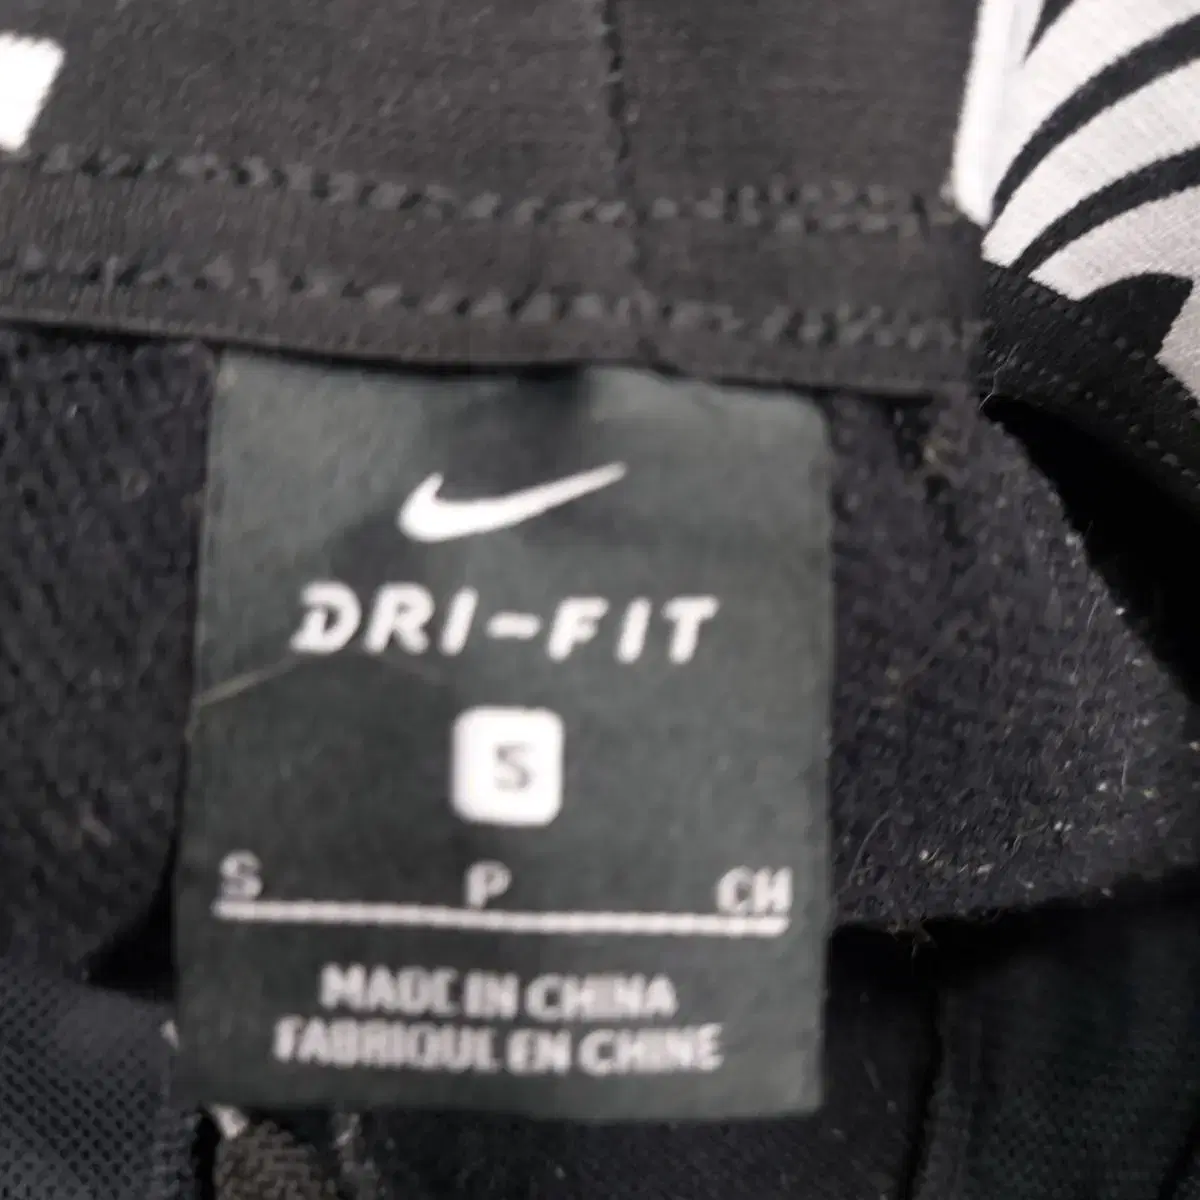 DRI-FIT
S
S P CH
MADE IN CHINA
FABRIQUE EN CHINE